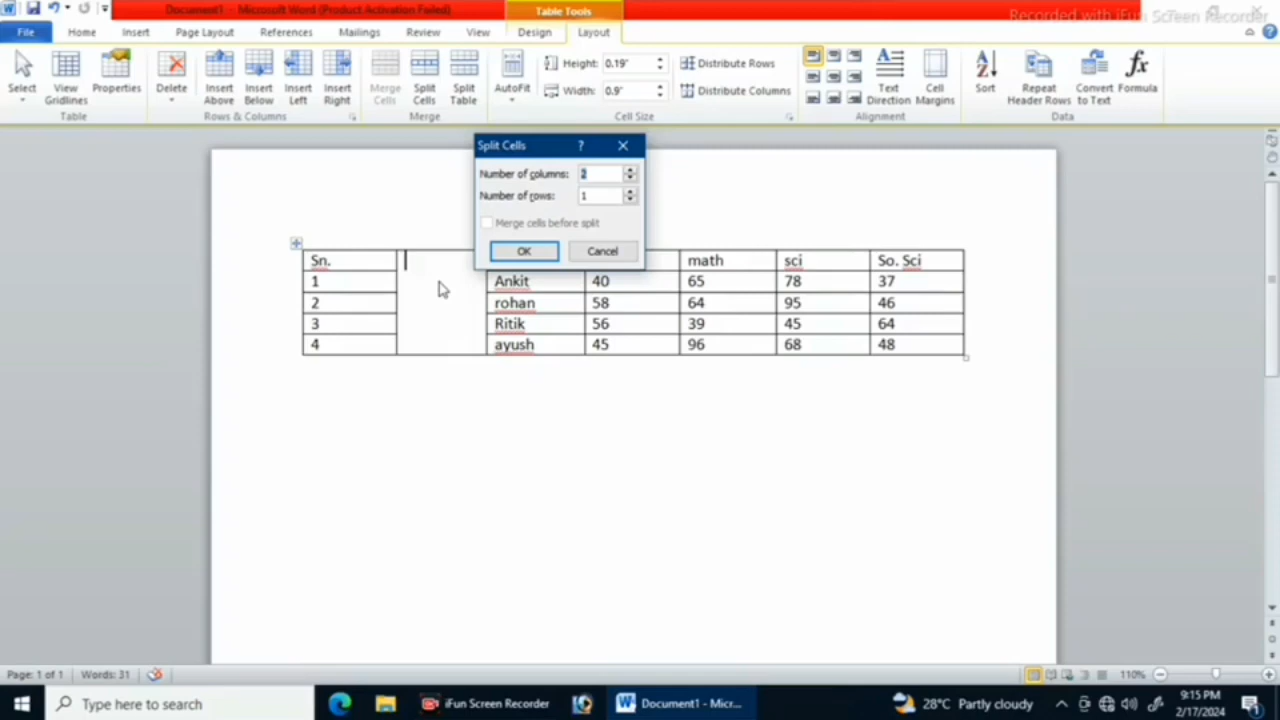 Document1 - Microsoft Word (Product Activation Failed)
Table Tools
Recorded with iFun Screen Recorder
File Home Insert Page Layout References Mailings Review View Design Layout
Select View Gridlines Properties Delete Insert Above Insert Below Insert Left Insert Right Merge Cells Split Cells Split Table AutoFit Height: 0.19" Width: 0.9" Distribute Rows Distribute Columns Text Direction Cell Margins Sort Repeat Header Rows Convert to Text Formula
Table Rows & Columns Merge Cell Size Alignment Data
Split Cells ?
Number of columns: 2
Number of rows: 1
Merge cells before split
OK Cancel
Sn. math sci So. Sci
1 Ankit 40 65 78 37
2 rohan 58 64 95 46
3 Ritik 56 39 45 64
4 ayush 45 96 68 48
Page: 1 of 1 Words: 31 110%
Type here to search iFun Screen Recorder Document1 - Micr... 28°C Partly cloudy 9:15 PM
2/17/2024